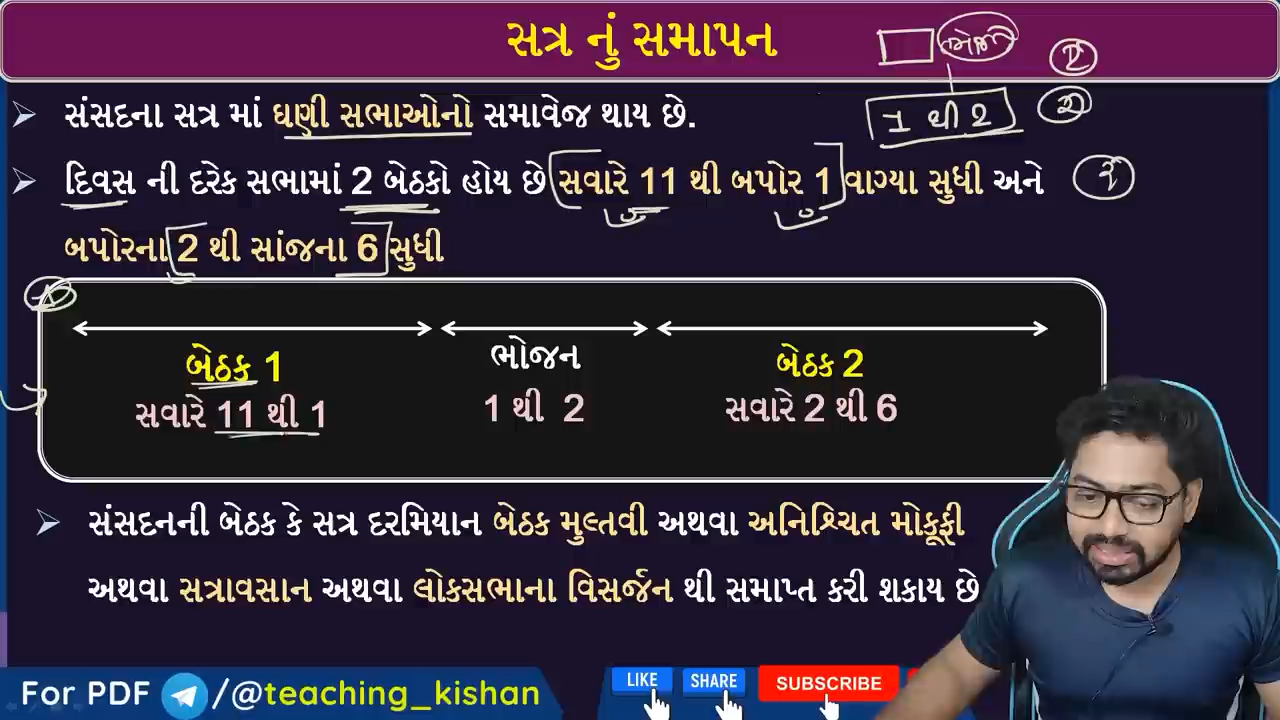 સત્ર નું સમાપન
સંસદના સત્ર માં ઘણી સભાઓનો સમાવેજ થાય છે.
1 થી 2
દિવસ ની દરેક સભામાં 2 બેઠકો હોય છે સવારે 11 થી બપોર 1 વાગ્યા સુધી અને
બપોરના 2 થી સાંજના 6 સુધી
બેઠક 1 ભોજન બેઠક 2
સવારે 11 થી 1 1 થી 2 સવારે 2 થી 6
સંસદનની બેઠક કે સત્ર દરમિયાન બેઠક મુલ્તવી અથવા અનિશ્ચિત મોકૂફી
અથવા સત્રાવસાન અથવા લોકસભાના વિસર્જન થી સમાપ્ત કરી શકાય છે
For PDF /@teaching_kishan LIKE SHARE SUBSCRIBE